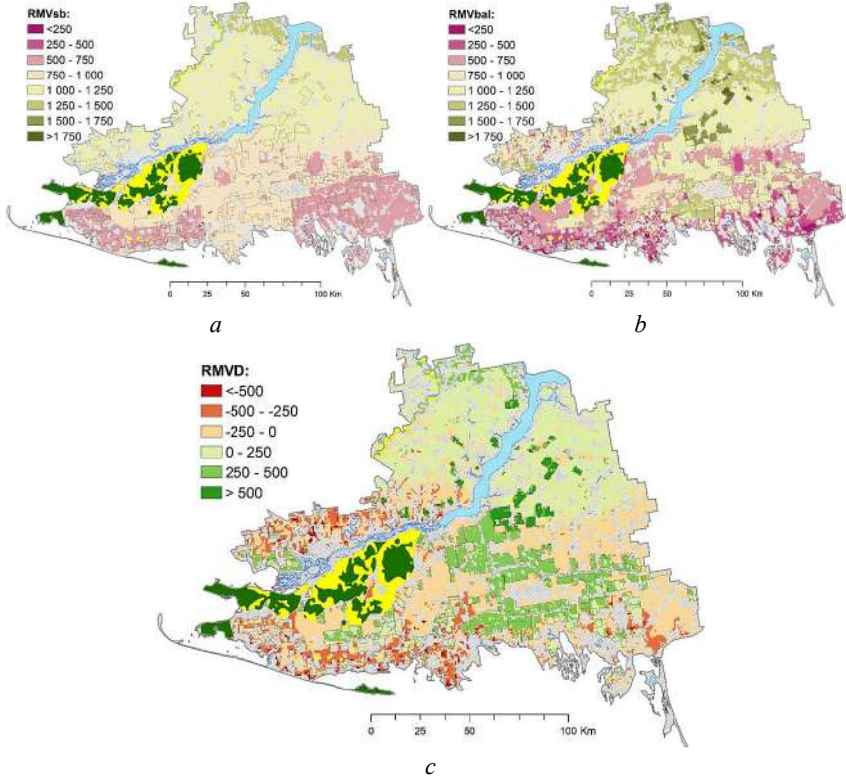 RMVsb:
<250
250 - 500
500 - 750
750 - 1 000
1 000 - 1 250
1 250 - 1 500
1 500 - 1 750
>1 750
0 25 50 100 Km
a
RMVbal:
<250
250 - 500
500 - 750
750 - 1 000
1 000 - 1 250
1 250 - 1 500
1 500 - 1 750
>1 750
0 25 50 100 Km
b
RMVD:
<-500
-500 - -250
-250 - 0
0 - 250
250 - 500
> 500
0 25 50 100 Km
c